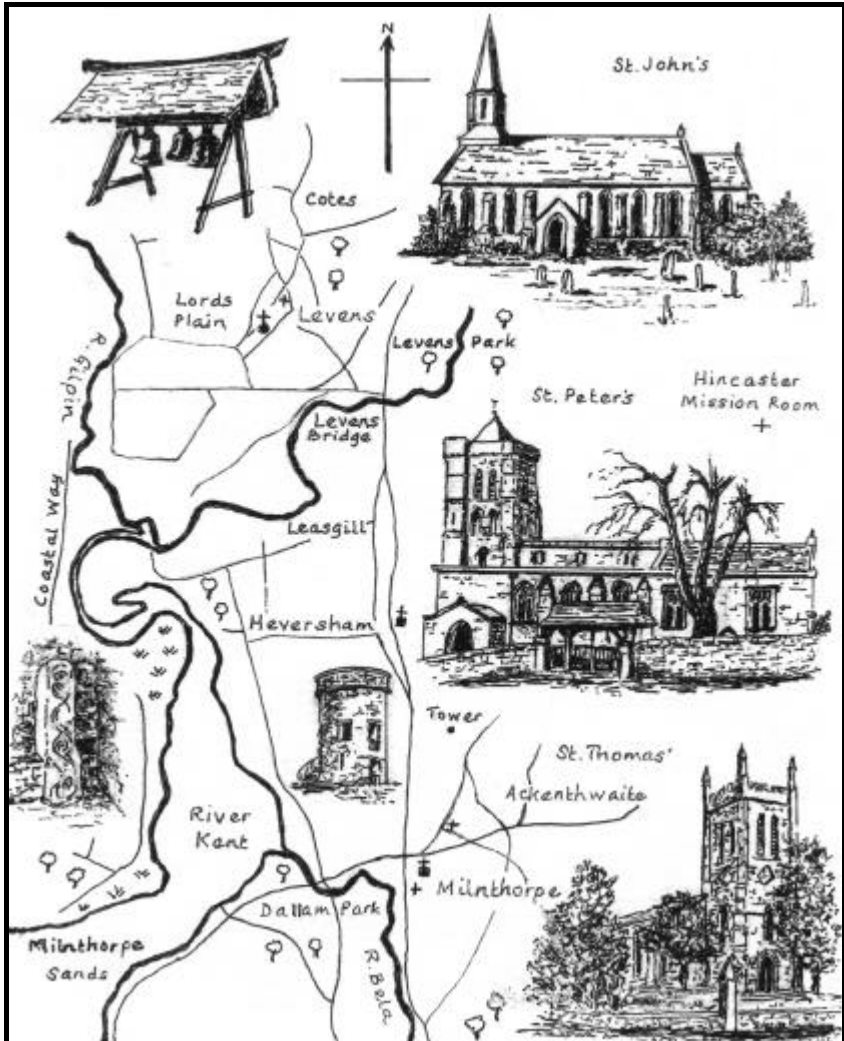 N
St. John's
Cotes
Lords
Plain
Levens
Levens Park
R. Gilpin
St. Peter's
Hincaster
Mission Room
Levens
Bridge
Coastal Way
Leasgill
Heversham
Tower
St. Thomas'
Ackenthwaite
River
Kent
Milnthorpe
Dallam Park
Milnthorpe
Sands
R. Bela